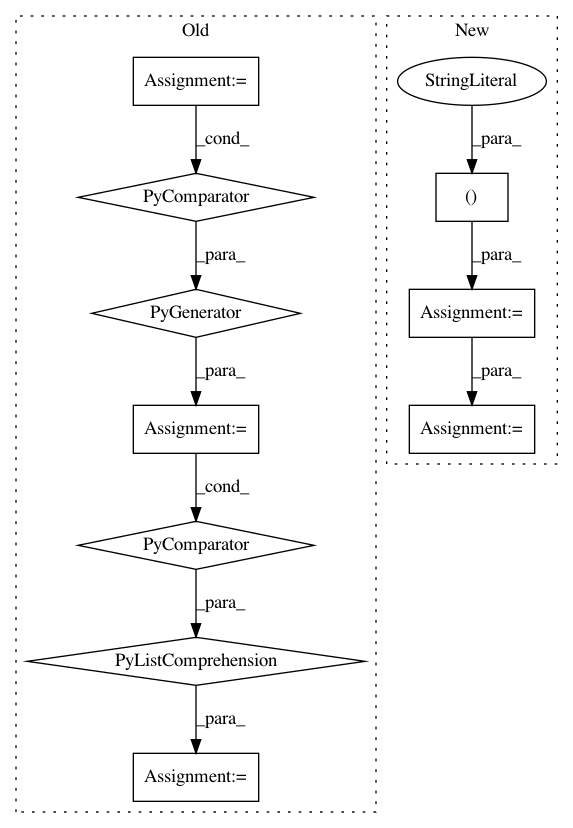 Old
Assignment:=
_cond_
PyComparator
_para_
PyGenerator
_para_
Assignment:=
_cond_
PyComparator
_para_
PyListComprehension
_para_
Assignment:=
New
StringLiteral
_para_
()
_para_
Assignment:=
_para_
Assignment:=